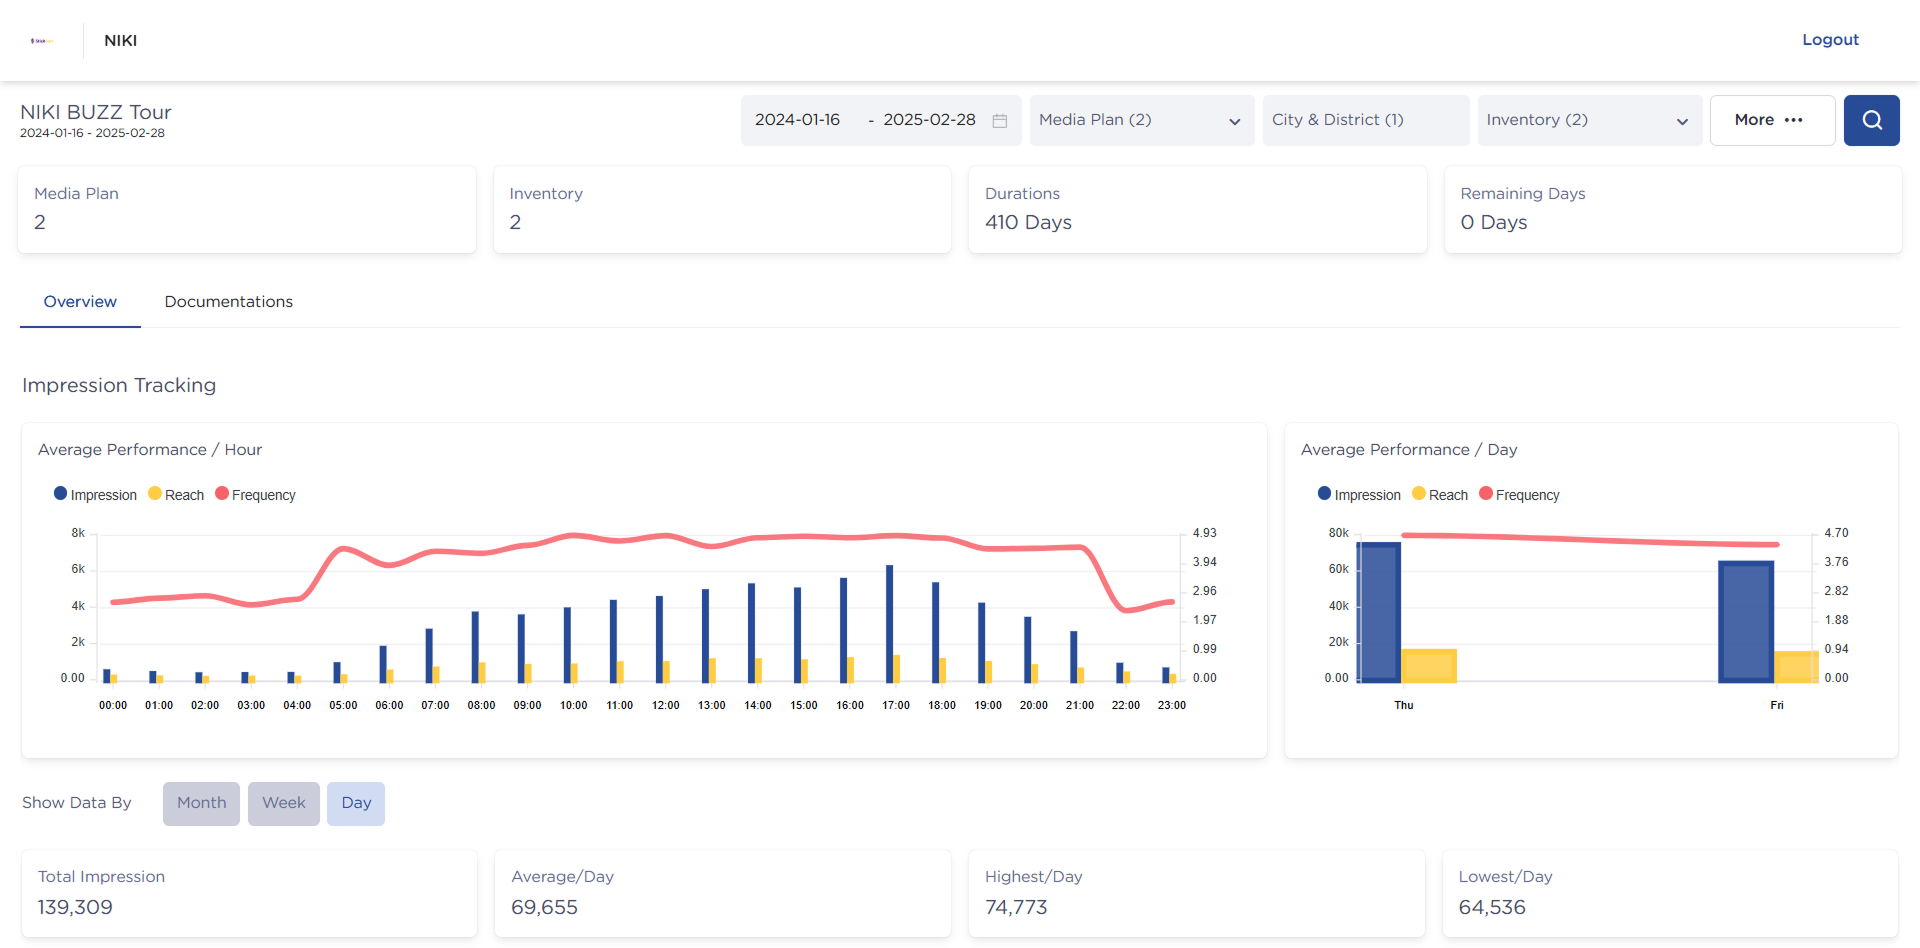 NIKI
Logout
NIKI BUZZ Tour
2024-01-16 - 2025-02-28
2024-01-16 - 2025-02-28
Media Plan (2)
City & District (1)
Inventory (2)
More •••
Media Plan
2
Inventory
2
Durations
410 Days
Remaining Days
0 Days
Overview
Documentations
Impression Tracking
Average Performance / Hour
Impression Reach Frequency
8k
6k
4k
2k
0.00
4.93
3.94
2.96
1.97
0.99
0.00
00:00 01:00 02:00 03:00 04:00 05:00 06:00 07:00 08:00 09:00 10:00 11:00 12:00 13:00 14:00 15:00 16:00 17:00 18:00 19:00 20:00 21:00 22:00 23:00
Average Performance / Day
Impression Reach Frequency
80k
60k
40k
20k
0.00
4.70
3.76
2.82
1.88
0.94
0.00
Thu Fri
Show Data By
Month
Week
Day
Total Impression
139,309
Average/Day
69,655
Highest/Day
74,773
Lowest/Day
64,536